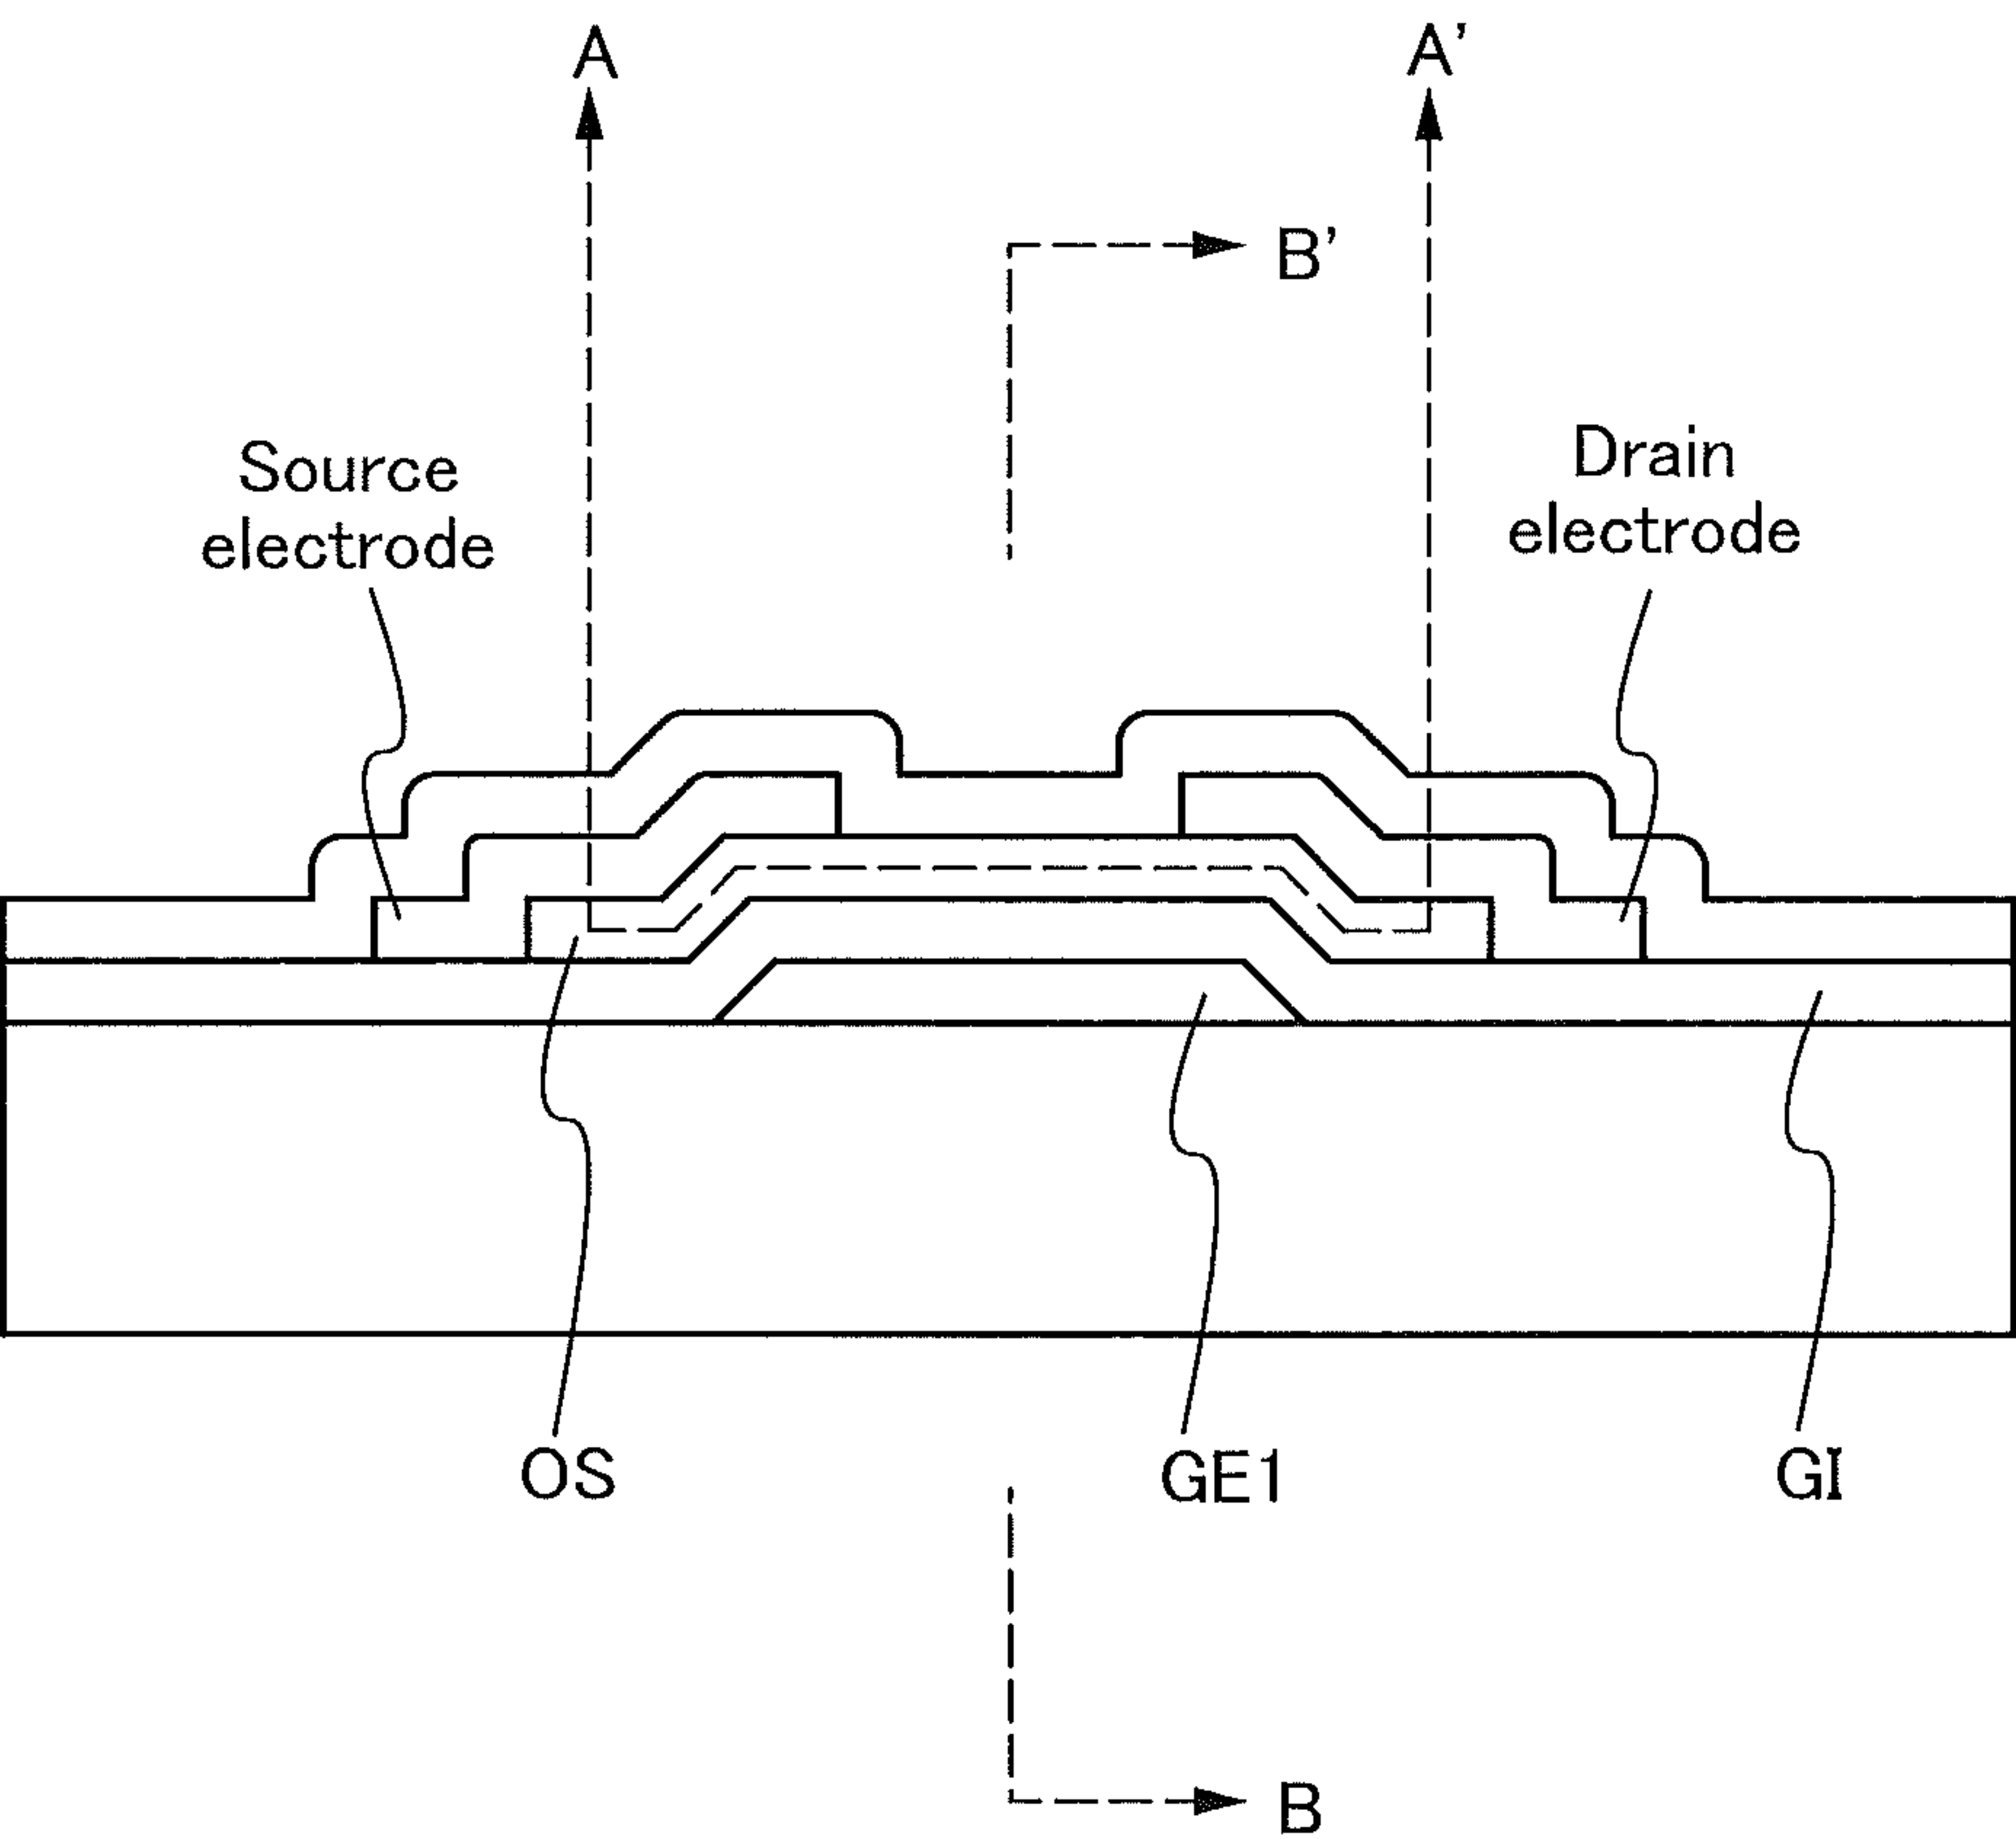 A
A'
B'
Source
electrode
Drain
electrode
OS
GE1
GI
B